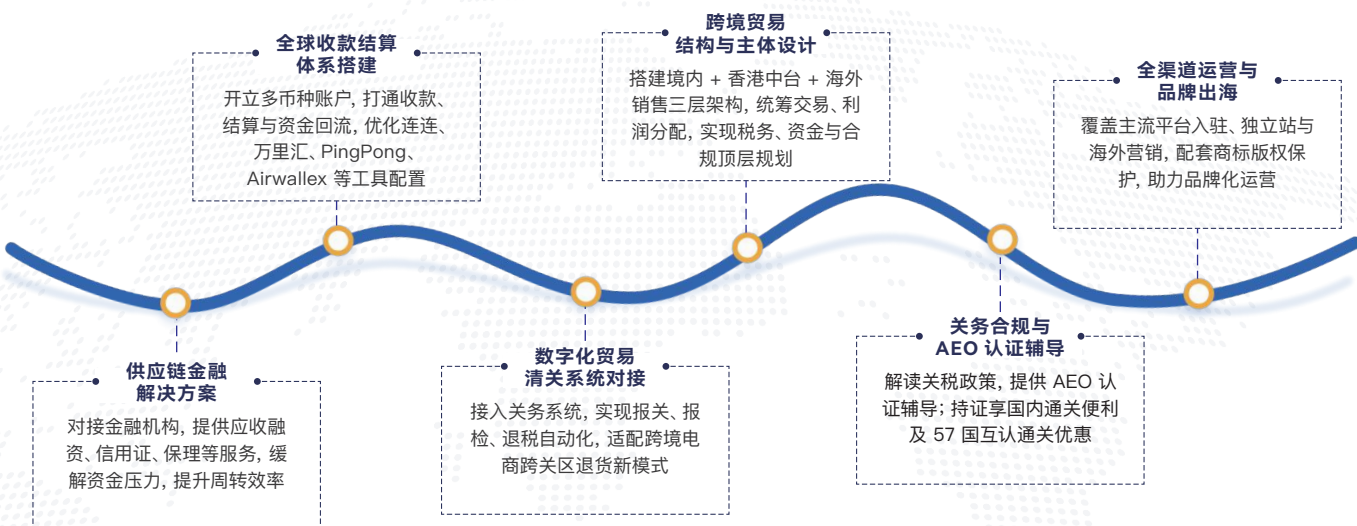 全球收款结算
体系搭建
开立多币种账户, 打通收款、
结算与资金回流, 优化连连、
万里汇、PingPong、
Airwallex 等工具配置
跨境贸易
结构与主体设计
搭建境内 + 香港中台 + 海外
销售三层架构, 统筹交易、利
润分配, 实现税务、资金与合
规顶层规划
全渠道运营与
品牌出海
覆盖主流平台入驻、独立站与
海外营销, 配套商标版权保
护, 助力品牌化运营
供应链金融
解决方案
对接金融机构, 提供应收融
资、信用证、保理等服务, 缓
解资金压力, 提升周转效率
数字化贸易
清关系统对接
接入关务系统, 实现报关、报
检、退税自动化, 适配跨境电
商跨关区退货新模式
关务合规与
AEO 认证辅导
解读关税政策, 提供 AEO 认
证辅导; 持证享国内通关便利
及 57 国互认通关优惠